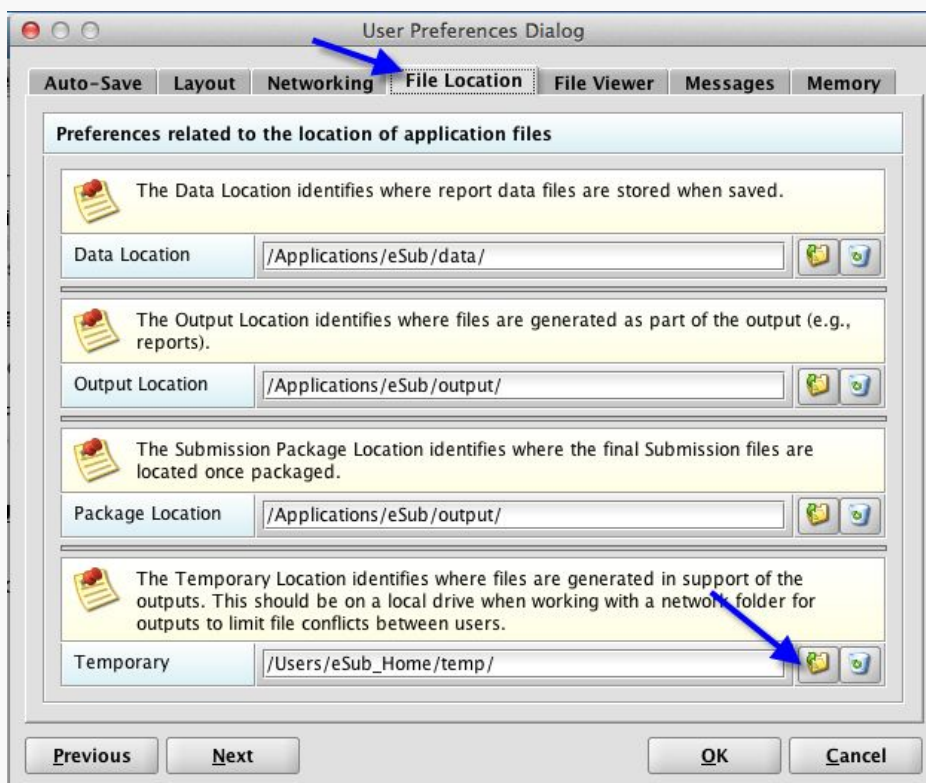 User Preferences Dialog
Auto-Save Layout Networking File Location File Viewer Messages Memory
Preferences related to the location of application files
The Data Location identifies where report data files are stored when saved.
Data Location /Applications/eSub/data/
The Output Location identifies where files are generated as part of the output (e.g.,
reports).
Output Location /Applications/eSub/output/
The Submission Package Location identifies where the final Submission files are
located once packaged.
Package Location /Applications/eSub/output/
The Temporary Location identifies where files are generated in support of the
outputs. This should be on a local drive when working with a network folder for
outputs to limit file conflicts between users.
Temporary /Users/eSub_Home/temp/
Previous Next OK Cancel